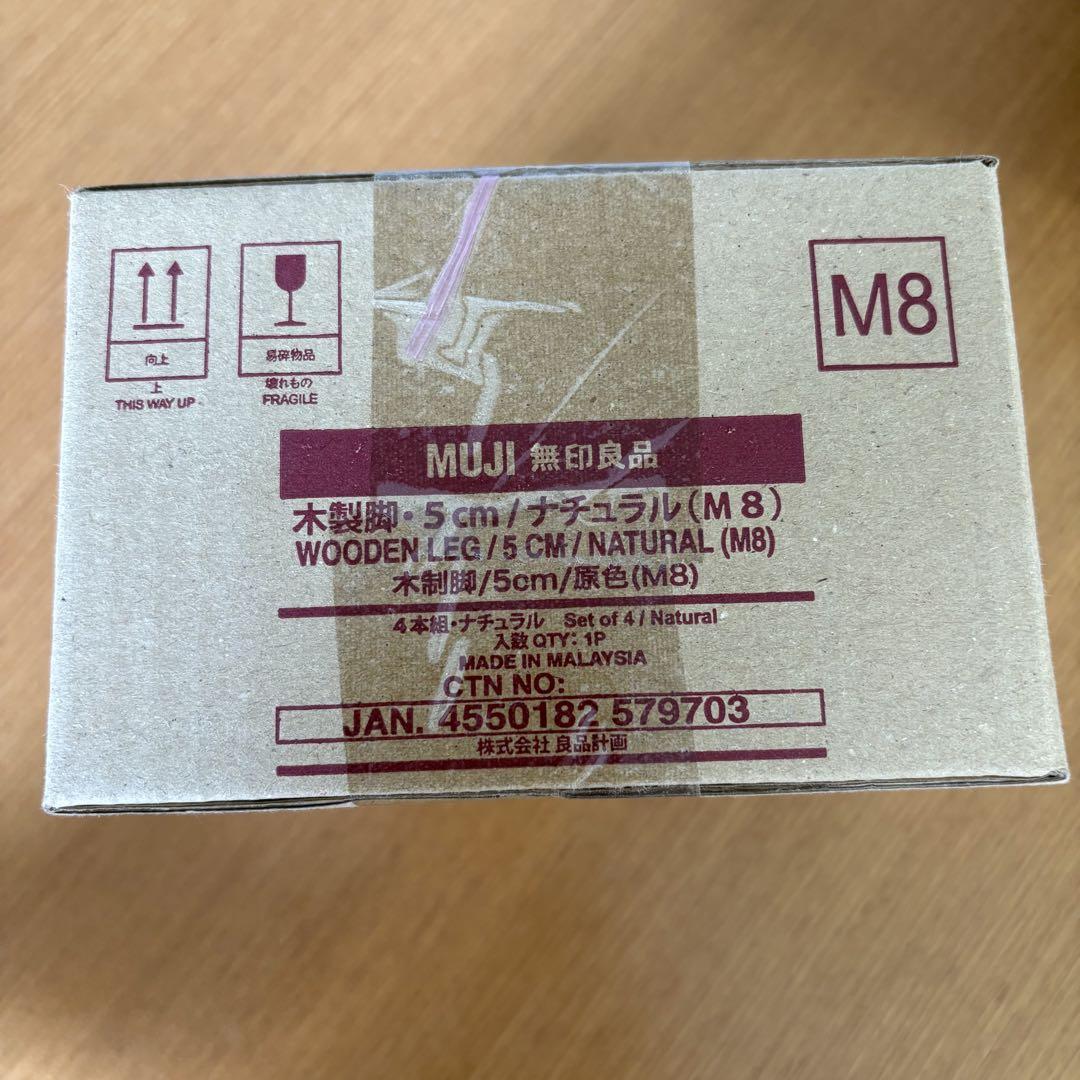 向上
上
THIS WAY UP
易碎物品
壊れもの
FRAGILE
M8
MUJI 無印良品
木製脚・5cm/ナチュラル(M8)
WOODEN LEG/5 CM/NATURAL (M8)
木制脚/5cm/原色(M8)
4本組・ナチュラル Set of 4 / Natural
入数 QTY: 1P
MADE IN MALAYSIA
CTN NO:
JAN. 4550182 579703
株式会社 良品計画